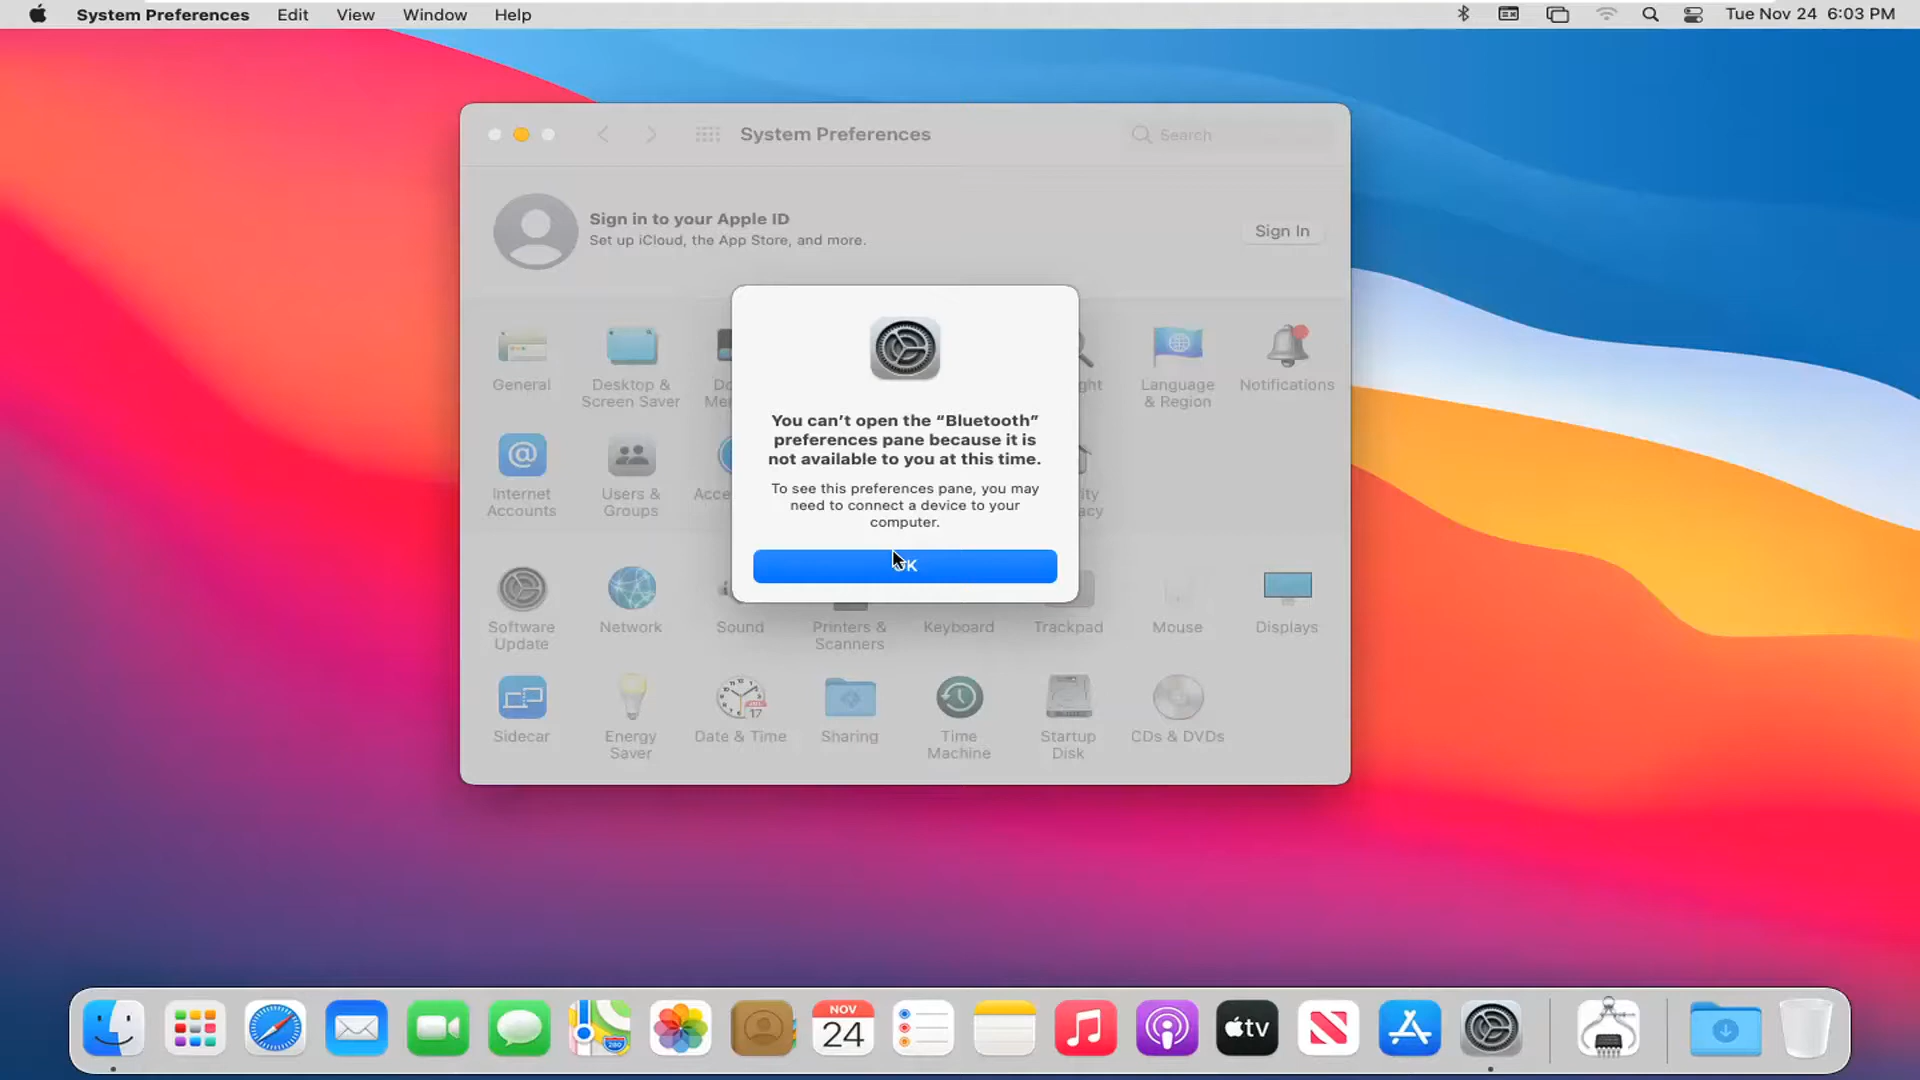 System Preferences Edit View Window Help Tue Nov 24 6:03 PM
System Preferences Search
Sign in to your Apple ID
Set up iCloud, the App Store, and more.
Sign In
You can't open the “Bluetooth”
preferences pane because it is
not available to you at this time.
To see this preferences pane, you may
need to connect a device to your
computer.
General
Desktop &
Screen Saver
Language
& Region
Notifications
Internet
Accounts
Users &
Groups
Software
Update
Network
Sound
Printers &
Scanners
Keyboard
Trackpad
Mouse
Displays
Sidecar
Energy
Saver
JUL
17
Date & Time
Sharing
Time
Machine
Startup
Disk
CDs & DVDs
280
NOV
24
tv